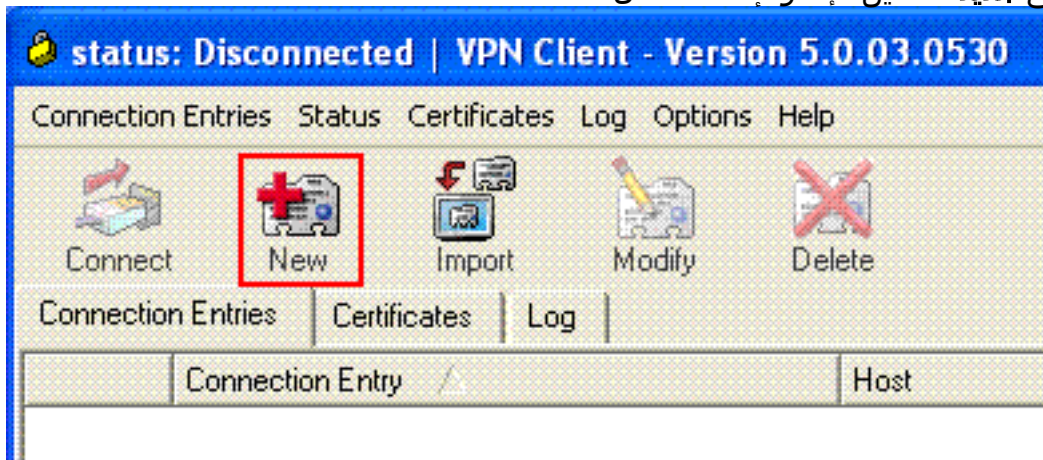 status: Disconnected | VPN Client - Version 5.0.03.0530
Connection Entries Status Certificates Log Options Help
Connect New Import Modify Delete
Connection Entries Certificates Log
Connection Entry Host